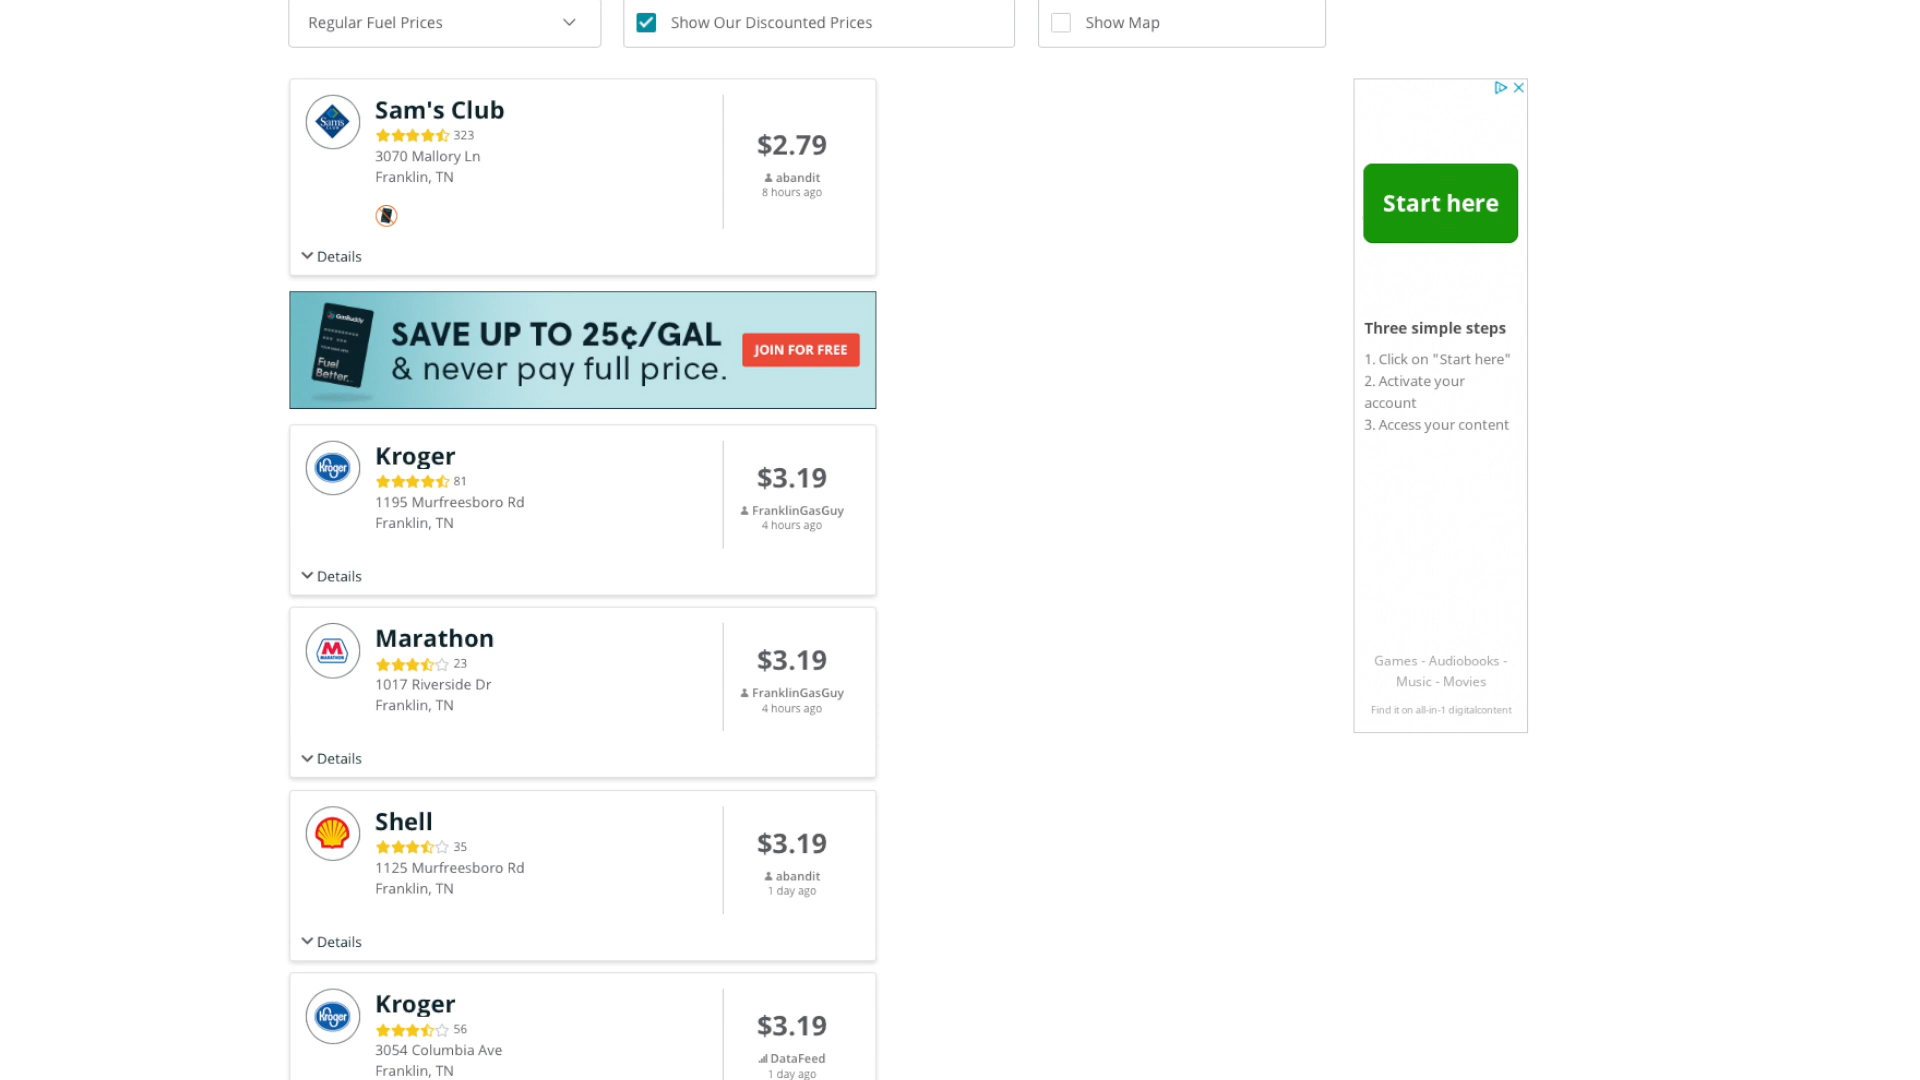 Regular Fuel Prices
Show Our Discounted Prices
Show Map
Sam's Club
323
3070 Mallory Ln
Franklin, TN
$2.79
abandit
8 hours ago
Details
GasBuddy
Fuel
Better.
SAVE UP TO 25¢/GAL
& never pay full price.
JOIN FOR FREE
Kroger
Kroger
81
1195 Murfreesboro Rd
Franklin, TN
$3.19
FranklinGasGuy
4 hours ago
Details
MARATHON
Marathon
23
1017 Riverside Dr
Franklin, TN
$3.19
FranklinGasGuy
4 hours ago
Details
Shell
35
1125 Murfreesboro Rd
Franklin, TN
$3.19
abandit
1 day ago
Details
Kroger
Kroger
56
3054 Columbia Ave
Franklin, TN
$3.19
DataFeed
1 day ago
Start here
Three simple steps
1. Click on "Start here"
2. Activate your
account
3. Access your content
Games - Audiobooks -
Music - Movies
Find it on all-in-1 digitalcontent